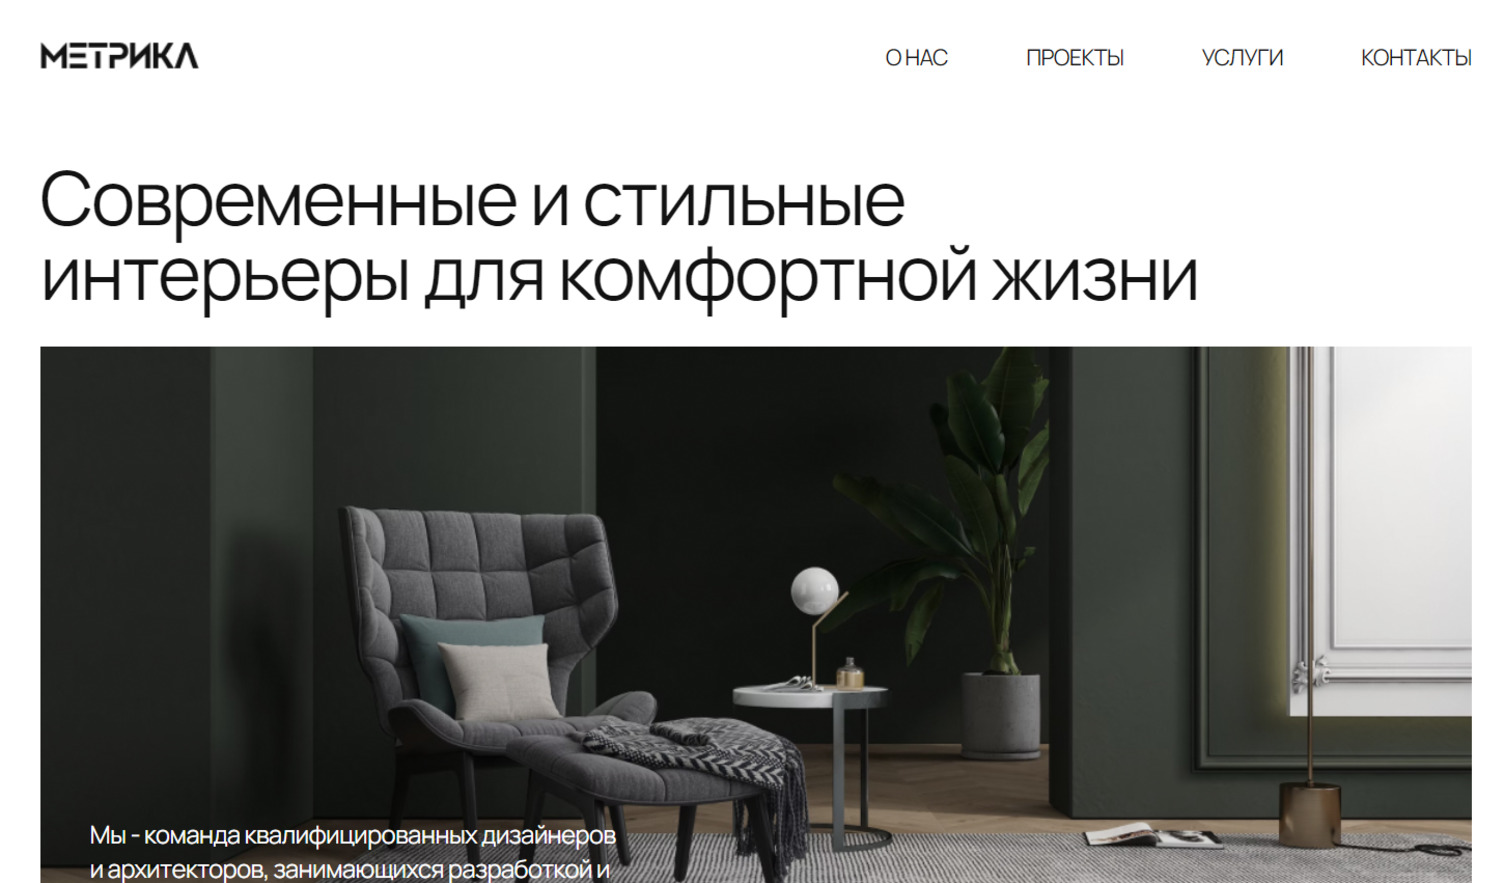 МЕТРИКА
О НАС ПРОЕКТЫ УСЛУГИ КОНТАКТЫ
Современные и стильные
интерьеры для комфортной жизни
Мы - команда квалифицированных дизайнеров
и архитекторов, занимающихся разработкой и